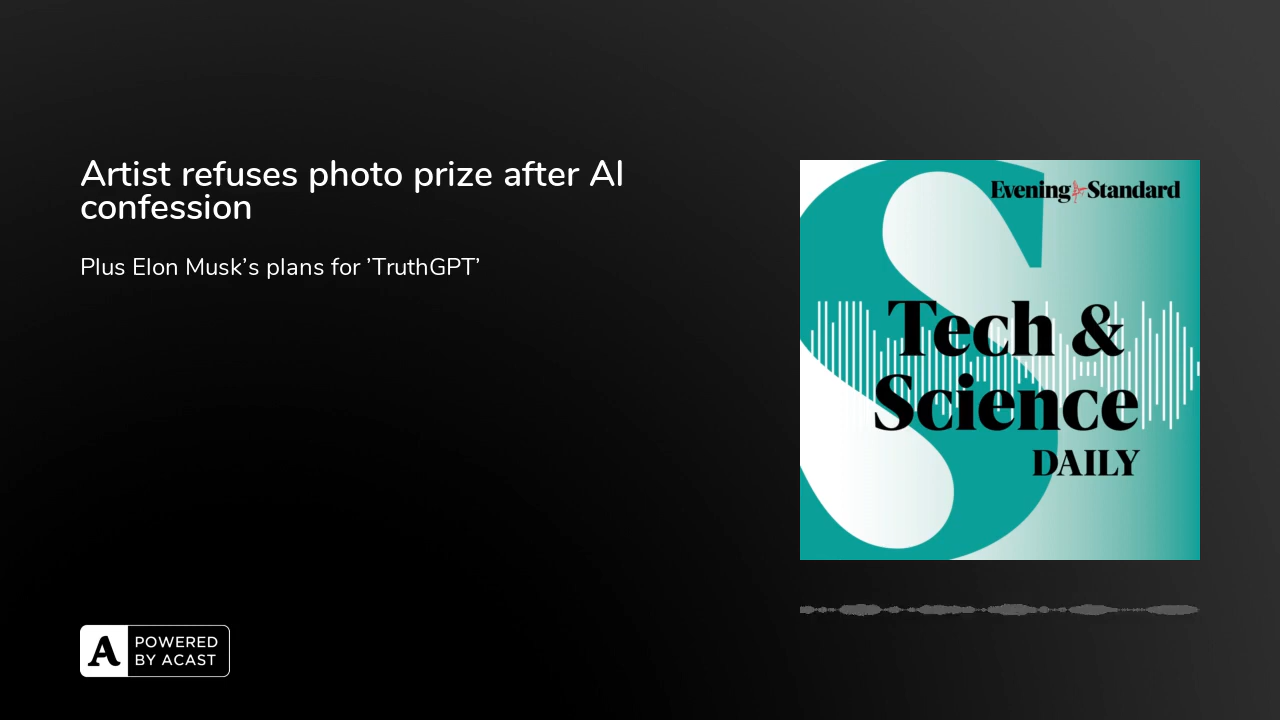 Artist refuses photo prize after AI
confession
Plus Elon Musk’s plans for ’TruthGPT’
Evening Standard
Tech &
Science
DAILY
A POWERED
BY ACAST